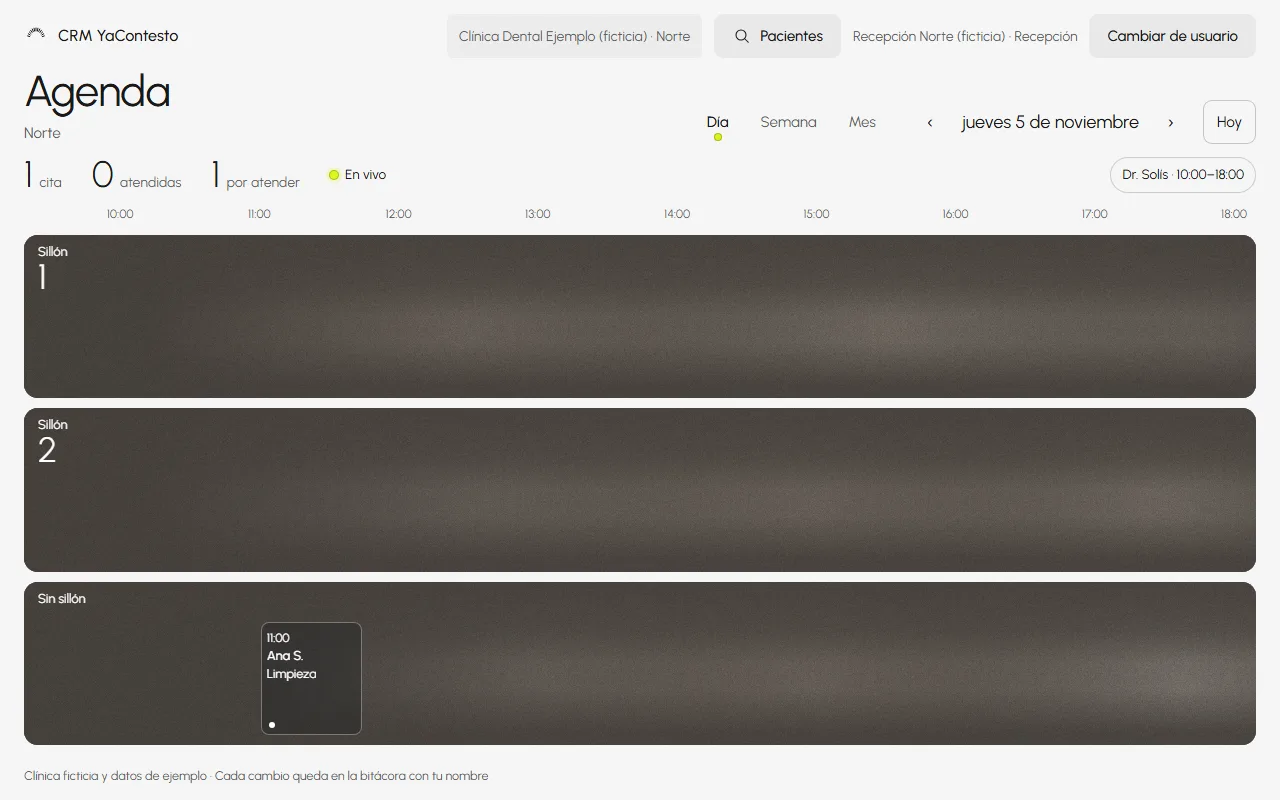 CRM YaContesto
Clínica Dental Ejemplo (ficticia) · Norte
Pacientes
Recepción Norte (ficticia) · Recepción
Cambiar de usuario
Agenda
Norte
Día
Semana
Mes
‹
jueves 5 de noviembre
›
Hoy
1 cita
0 atendidas
1 por atender
En vivo
Dr. Solís · 10:00–18:00
10:00 11:00 12:00 13:00 14:00 15:00 16:00 17:00 18:00
Sillón
1
Sillón
2
Sin sillón
11:00
Ana S.
Limpieza
Clínica ficticia y datos de ejemplo · Cada cambio queda en la bitácora con tu nombre